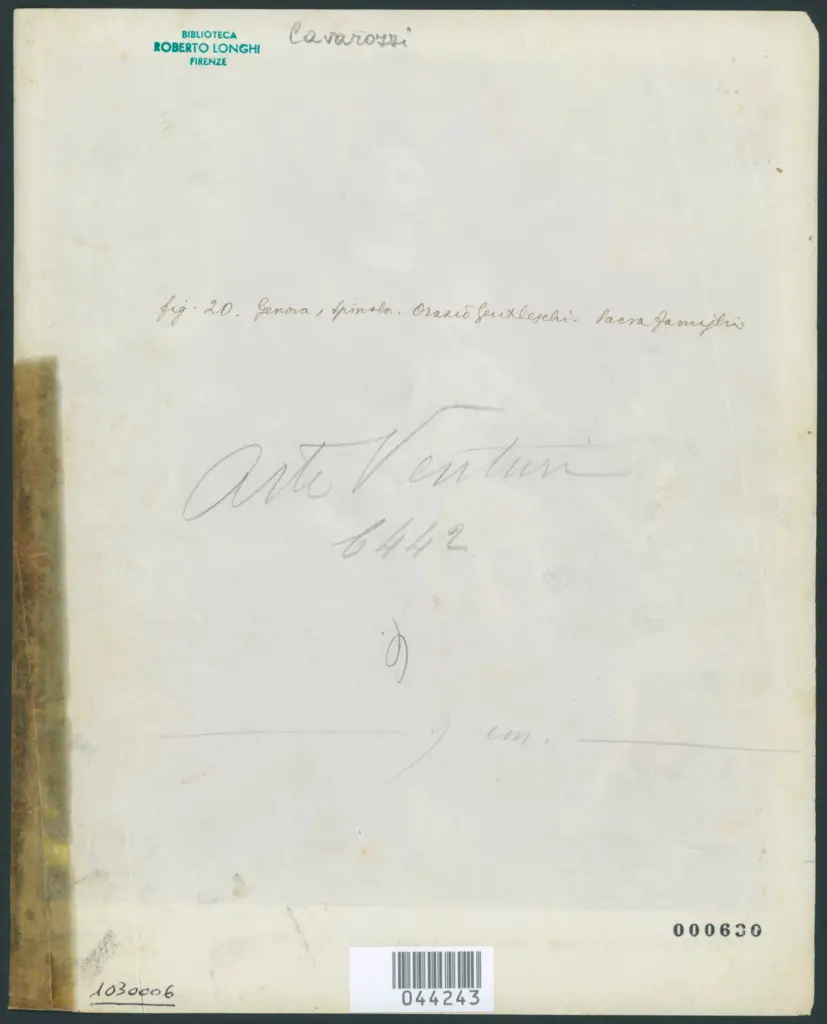 BIBLIOTECA
ROBERTO LONGHI
FIRENZE
Cavarozzi
fig. 20. Genova, Spinola. Orazio Gentileschi. Sacra Famiglia
Arte Venturi
6442
9 cm.
000630
1030006
044243